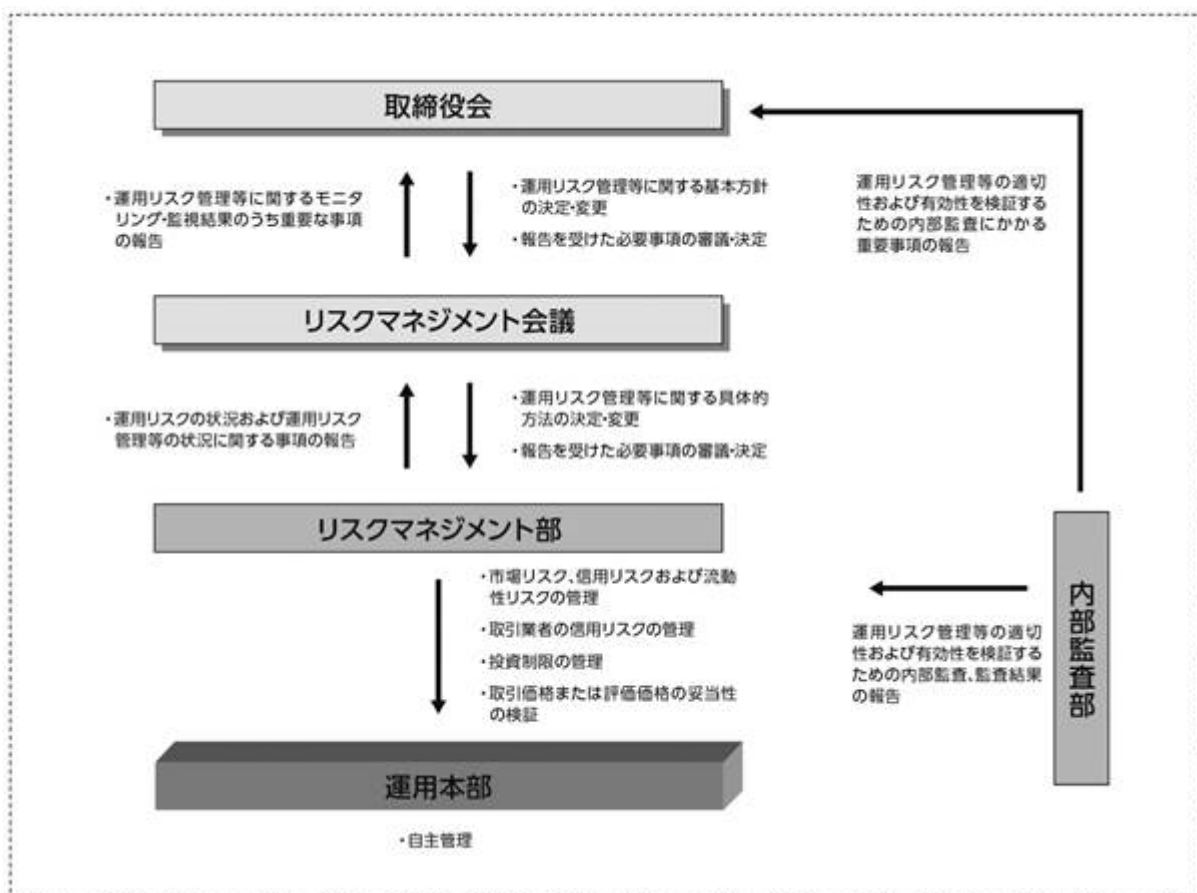 取締役会
・運用リスク管理等に関するモニタ
リング・監視結果のうち重要な事項
の報告
・運用リスク管理等に関する基本方針
の決定・変更
・報告を受けた必要事項の審議・決定
運用リスク管理等の適切
性および有効性を検証する
ための内部監査にかかる
重要事項の報告
リスクマネジメント会議
・運用リスクの状況および運用リスク
管理等の状況に関する事項の報告
・運用リスク管理等に関する具体的
方法の決定・変更
・報告を受けた必要事項の審議・決定
リスクマネジメント部
・市場リスク、信用リスクおよび流動
性リスクの管理
・取引業者の信用リスクの管理
・投資制限の管理
・取引価格または評価価格の妥当性
の検証
運用リスク管理等の適切
性および有効性を検証する
ための内部監査、監査結果
の報告
内部監査部
運用本部
・自主管理